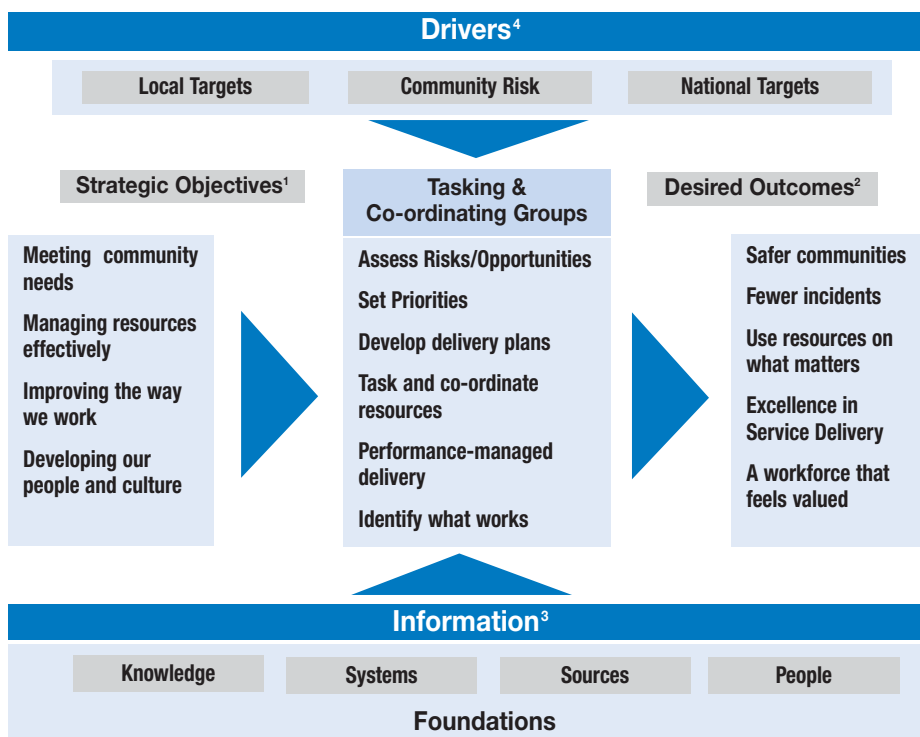 Drivers⁴
Local Targets
Community Risk
National Targets
Strategic Objectives¹
Meeting community
needs
Managing resources
effectively
Improving the way
we work
Developing our
people and culture
Tasking &
Co-ordinating Groups
Assess Risks/Opportunities
Set Priorities
Develop delivery plans
Task and co-ordinate
resources
Performance-managed
delivery
Identify what works
Desired Outcomes²
Safer communities
Fewer incidents
Use resources on
what matters
Excellence in
Service Delivery
A workforce that
feels valued
Information³
Knowledge
Systems
Sources
People
Foundations